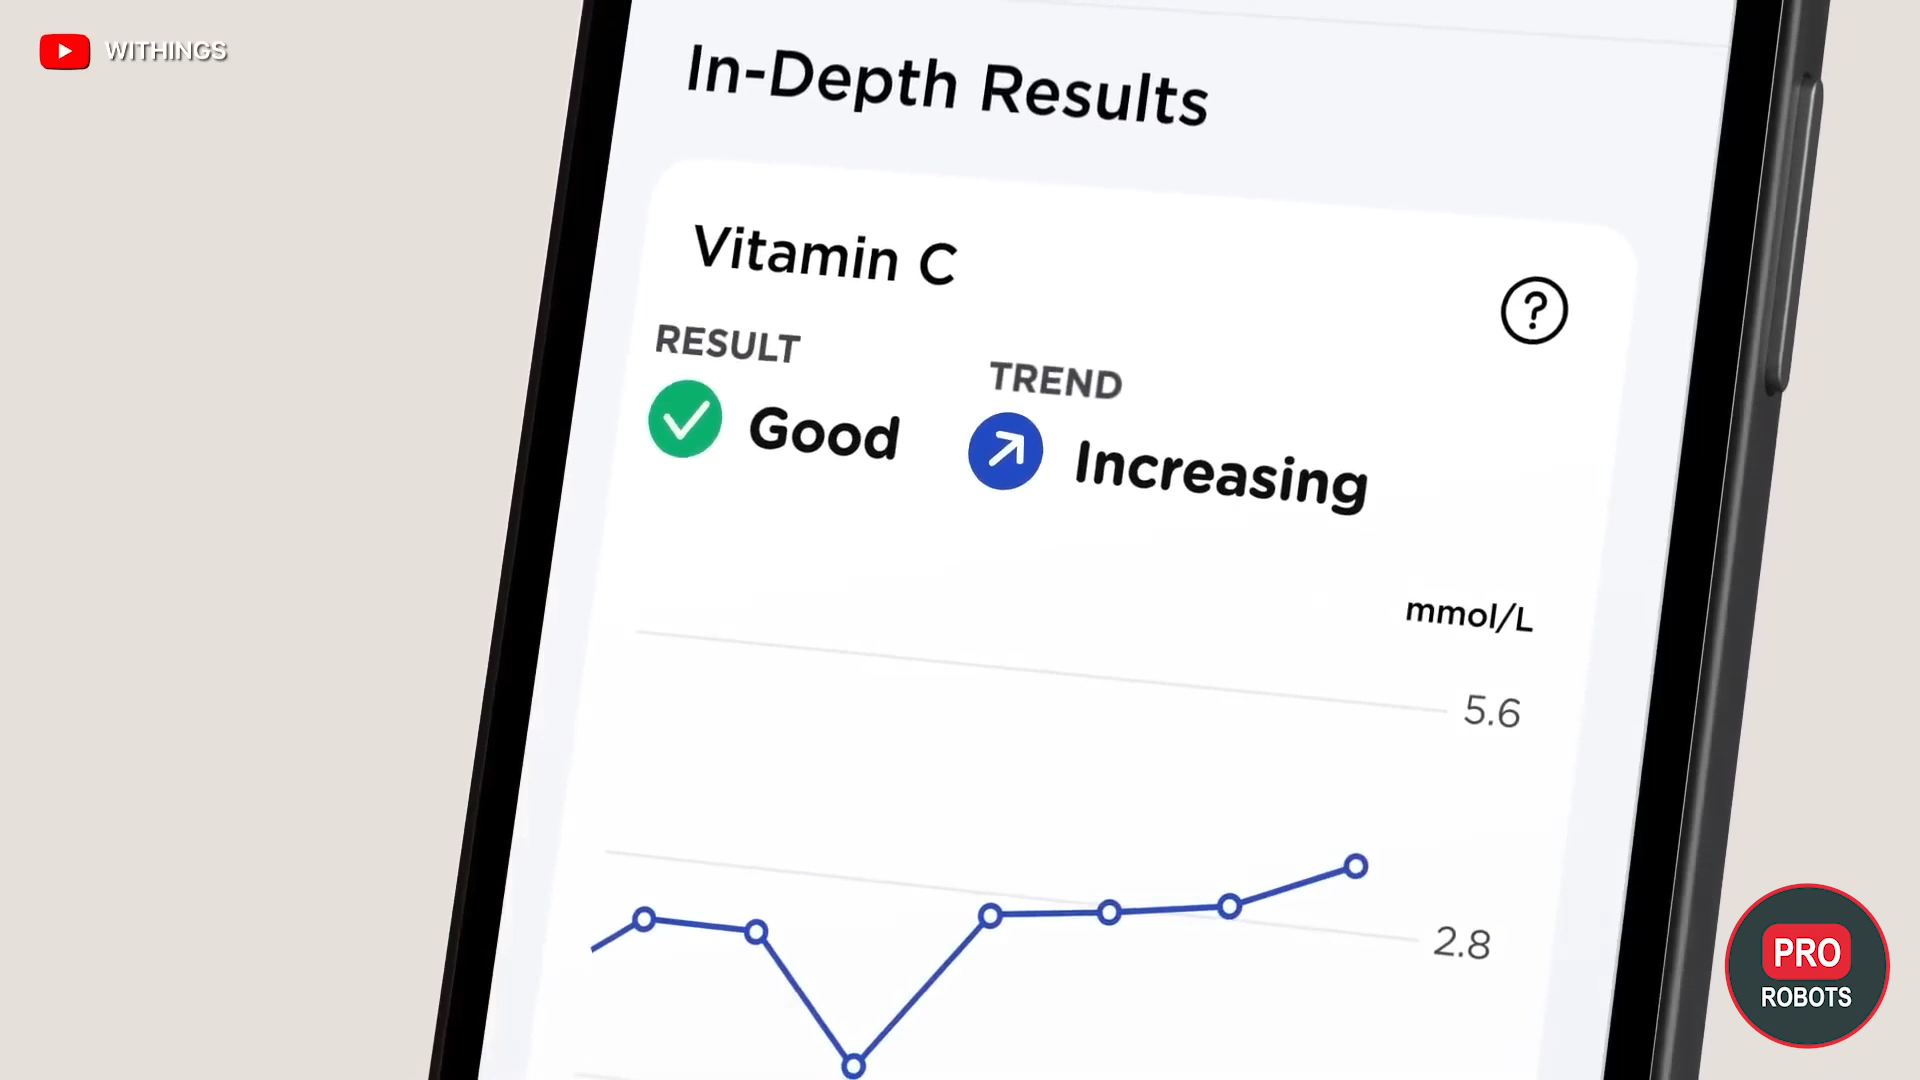 WITHINGS
In-Depth Results
Vitamin C
?
RESULT
TREND
Good
Increasing
mmol/L
5.6
2.8
PRO
ROBOTS